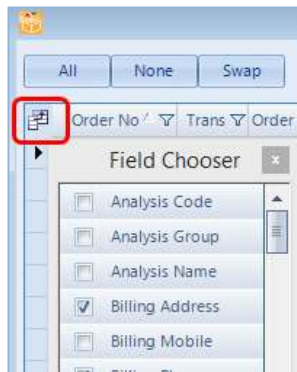 All None Swap
Order No Trans Order
Field Chooser
Analysis Code
Analysis Group
Analysis Name
Billing Address
Billing Mobile